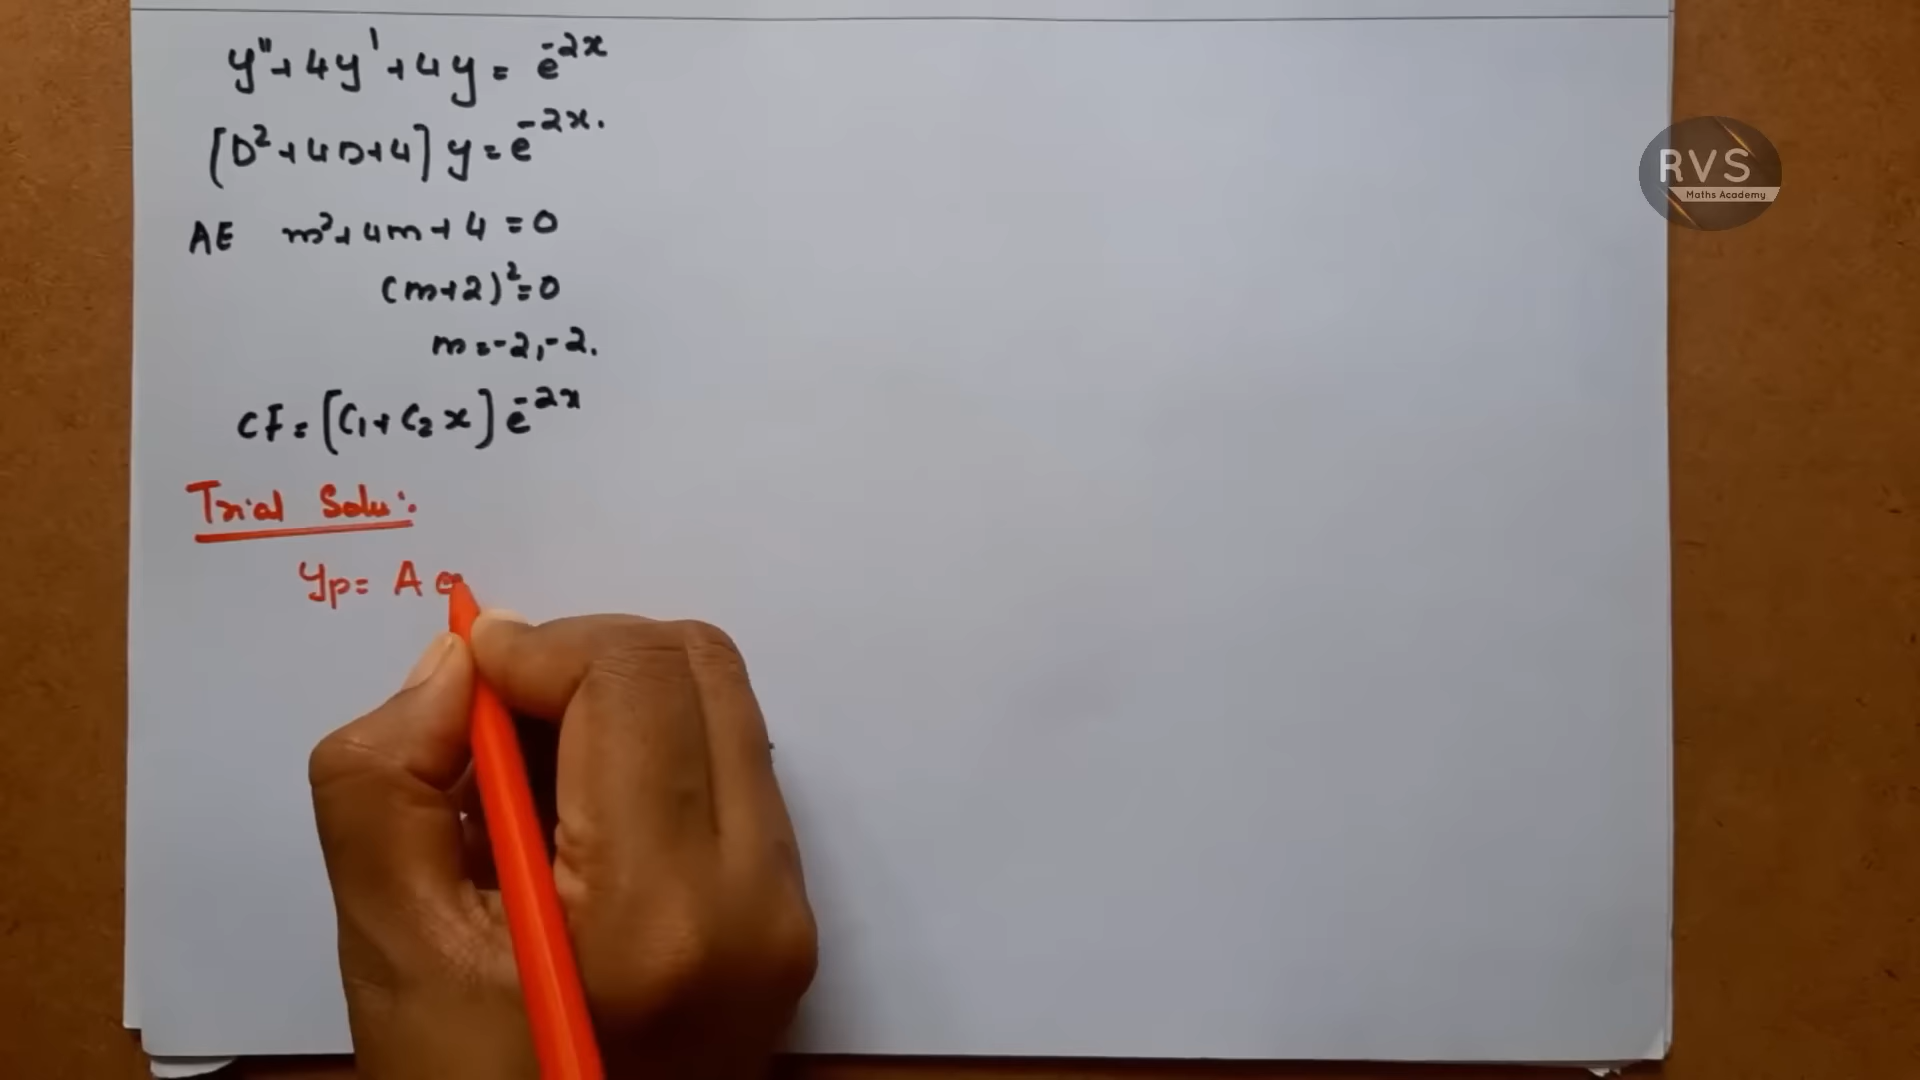 y"+4y'+4y = e^-2x
[D²+4D+4] y = e^-2x.
AE m²+4m+4 =0
(m+2)²=0
m=-2,-2.
CF = [C₁+C₂x] e^-2x
Trial Solu:
yp= A e
RVS
Maths Academy